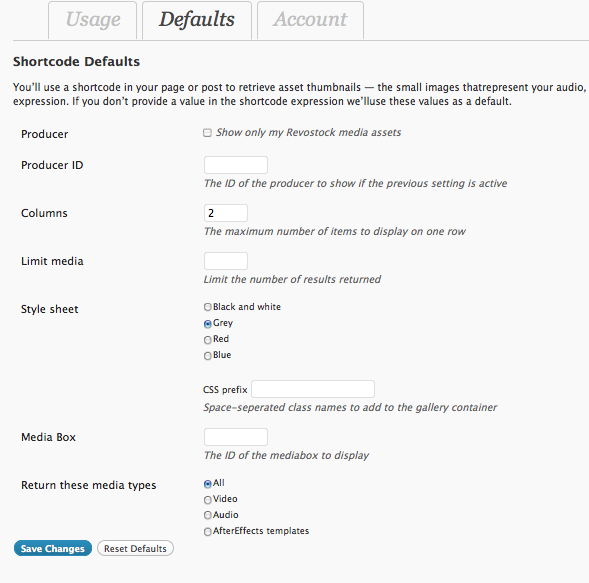 Usage Defaults Account
Shortcode Defaults
You'll use a shortcode in your page or post to retrieve asset thumbnails — the small images thatrepresent your audio,
expression. If you don't provide a value in the shortcode expression we'lluse these values as a default.
Producer Show only my Revostock media assets
Producer ID
The ID of the producer to show if the previous setting is active
Columns 2
The maximum number of items to display on one row
Limit media
Limit the number of results returned
Style sheet Black and white
Grey
Red
Blue
CSS prefix
Space-seperated class names to add to the gallery container
Media Box
The ID of the mediabox to display
Return these media types All
Video
Audio
AfterEffects templates
Save Changes Reset Defaults